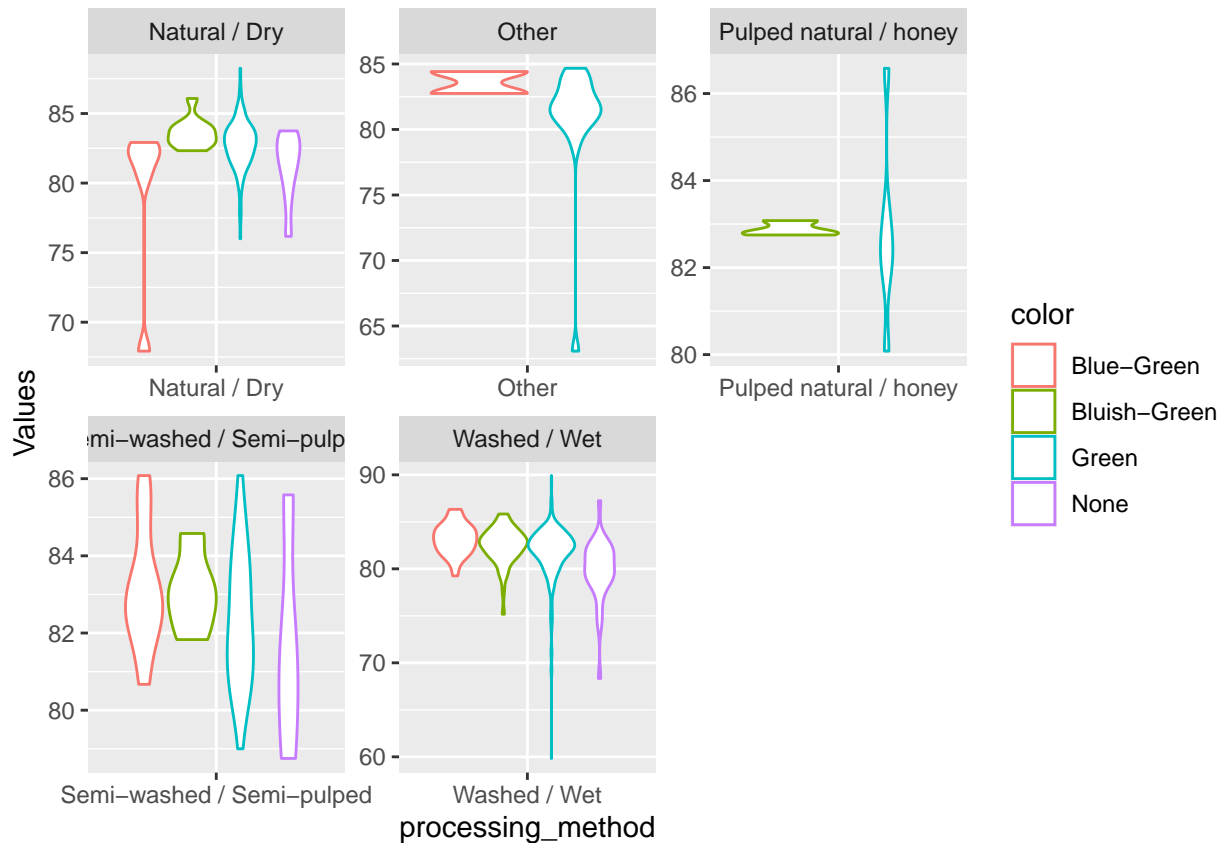 Natural / Dry
Other
Pulped natural / honey
85
80
75
70
85
80
75
70
65
86
84
82
80
Natural / Dry
Other
Pulped natural / honey
Values
emi−washed / Semi−pulp
Washed / Wet
86
84
82
80
90
80
70
60
Semi−washed / Semi−pulped
Washed / Wet
processing_method
color
Blue−Green
Bluish−Green
Green
None